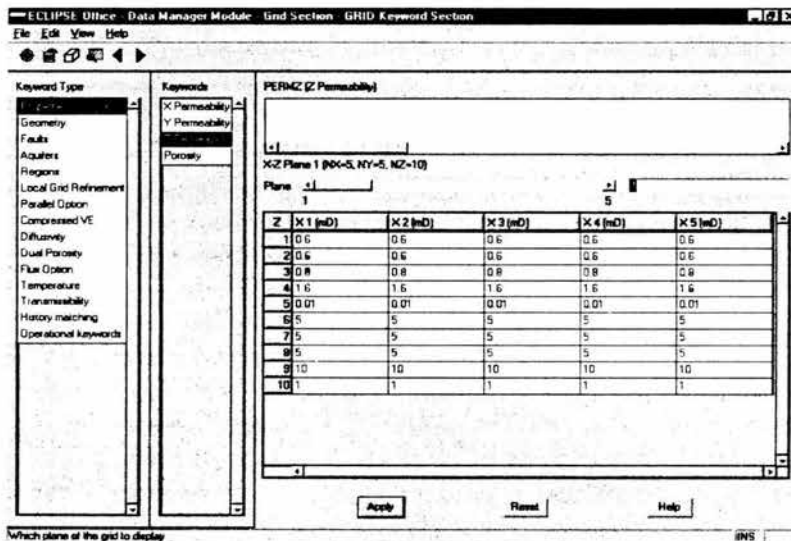 ECLIPSE Office - Data Manager Module - Grid Section - GRID Keyword Section
File Edit View Help
Keyword Type
Geometry
Faults
Aquifers
Regions
Local Grid Refinement
Parallel Option
Compressed VE
Diffusivity
Dual Porosity
Flux Option
Temperature
Transmissibility
History matching
Operational keywords
Keywords
X Permeability
Y Permeability
Porosity
PERMZ (Z Permeability)
X-Z Plane 1 (NX=5, NY=5, NZ=10)
Plane
1 5
Z X 1 (mD) X 2 (mD) X 3 (mD) X 4 (mD) X 5 (mD)
1 0.6 0.6 0.6 0.6 0.6
2 0.6 0.6 0.6 0.6 0.6
3 0.8 0.8 0.8 0.8 0.8
4 1.6 1.6 1.6 1.6 1.6
5 0.01 0.01 0.01 0.01 0.01
6 5 5 5 5 5
7 5 5 5 5 5
8 5 5 5 5 5
9 10 10 10 10 10
10 1 1 1 1 1
Apply Reset Help
Which plane of the grid to display INS